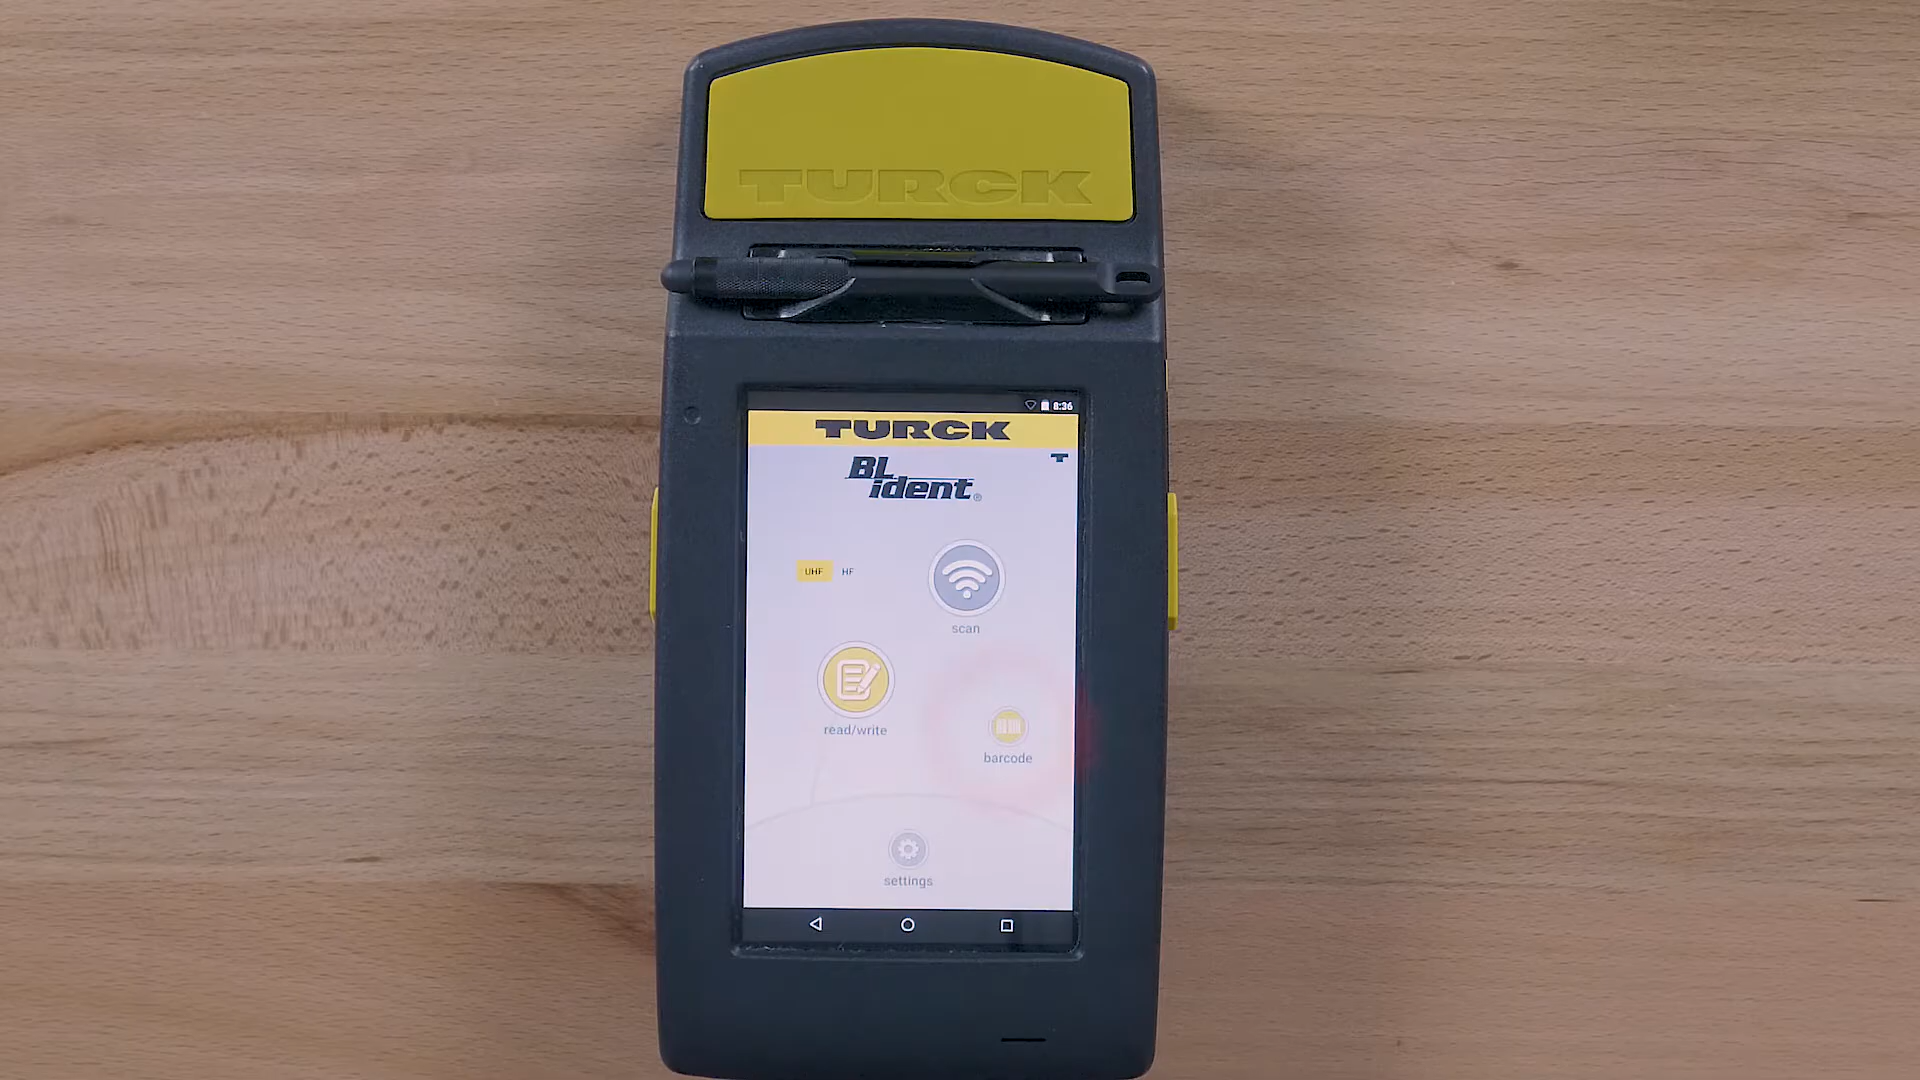 TURCK
8:36
TURCK
BL
ident®
UHF HF
scan
read/write
barcode
settings